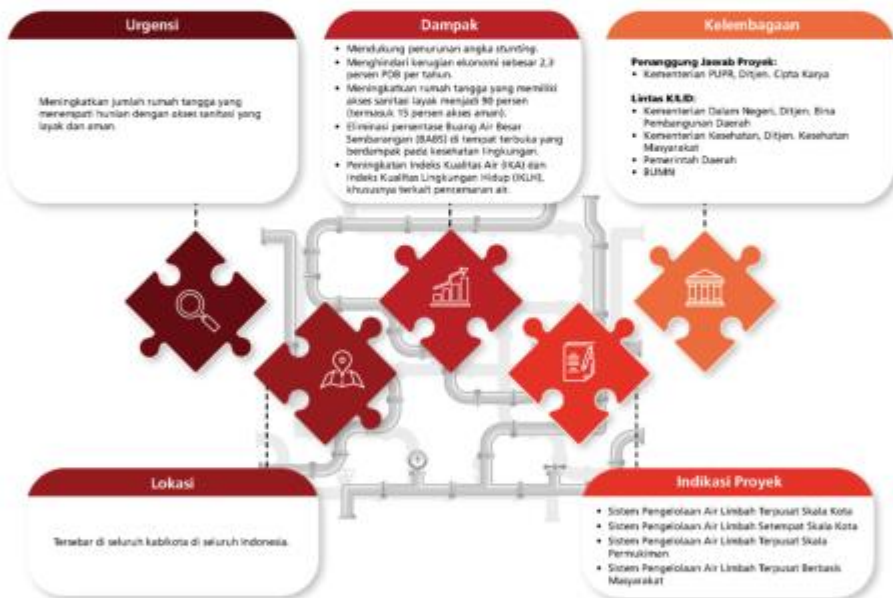 Urgensi
Meningkatkan jumlah rumah tangga yang
menempati hunian dengan akses sanitasi yang
layak dan aman.
Dampak
• Mendukung penurunan angka stunting.
• Menghindari kerugian ekonomi sebesar 2,3
persen PDB per tahun.
• Meningkatkan rumah tangga yang memiliki
akses sanitasi layak menjadi 90 persen
(termasuk 15 persen akses aman).
• Eliminasi persentase Buang Air Besar
Sembarangan (BABS) di tempat terbuka yang
berdampak pada kesehatan lingkungan.
• Peningkatan Indeks Kualitas Air (IKA) dan
Indeks Kualitas Lingkungan Hidup (IKLH),
khususnya terkait pencemaran air.
Kelembagaan
Penanggung Jawab Proyek:
• Kementerian PUPR, Ditjen. Cipta Karya
Lintas K/L/D:
• Kementerian Dalam Negeri, Ditjen. Bina
Pembangunan Daerah
• Kementerian Kesehatan, Ditjen. Kesehatan
Masyarakat
• Pemerintah Daerah
• BUMN
Lokasi
Tersebar di seluruh kab/kota di seluruh Indonesia.
Indikasi Proyek
• Sistem Pengelolaan Air Limbah Terpusat Skala Kota
• Sistem Pengelolaan Air Limbah Setempat Skala Kota
• Sistem Pengelolaan Air Limbah Terpusat Skala
Permukiman
• Sistem Pengelolaan Air Limbah Terpusat Berbasis
Masyarakat